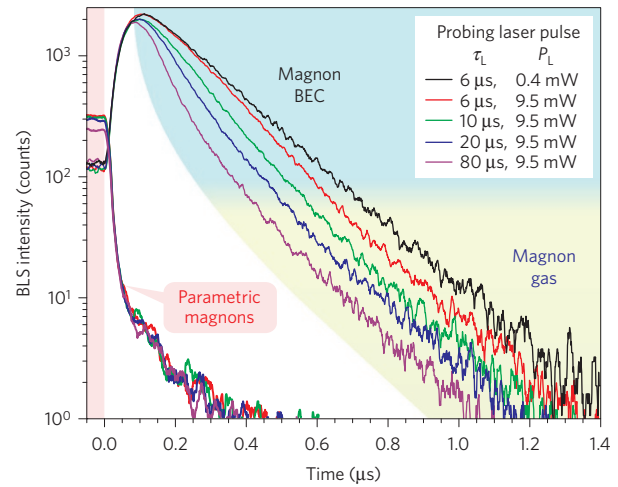 BLS intensity (counts)
10³
10²
10¹
10⁰
Magnon
BEC
Probing laser pulse
τL PL
6 μs, 0.4 mW
6 μs, 9.5 mW
10 μs, 9.5 mW
20 μs, 9.5 mW
80 μs, 9.5 mW
Magnon
gas
Parametric
magnons
0.0 0.2 0.4 0.6 0.8 1.0 1.2 1.4
Time (μs)